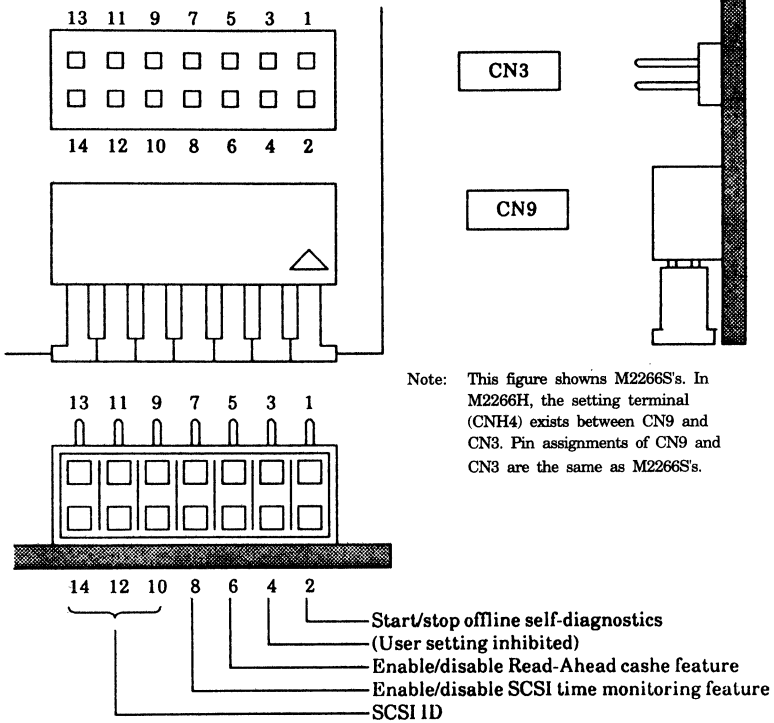 13 11 9 7 5 3 1
14 12 10 8 6 4 2
CN3
CN9
Note: This figure showns M2266S's. In
M2266H, the setting terminal
(CNH4) exists between CN9 and
CN3. Pin assignments of CN9 and
CN3 are the same as M2266S's.
13 11 9 7 5 3 1
14 12 10 8 6 4 2
Start/stop offline self-diagnostics
(User setting inhibited)
Enable/disable Read-Ahead cashe feature
Enable/disable SCSI time monitoring feature
SCSI 1D